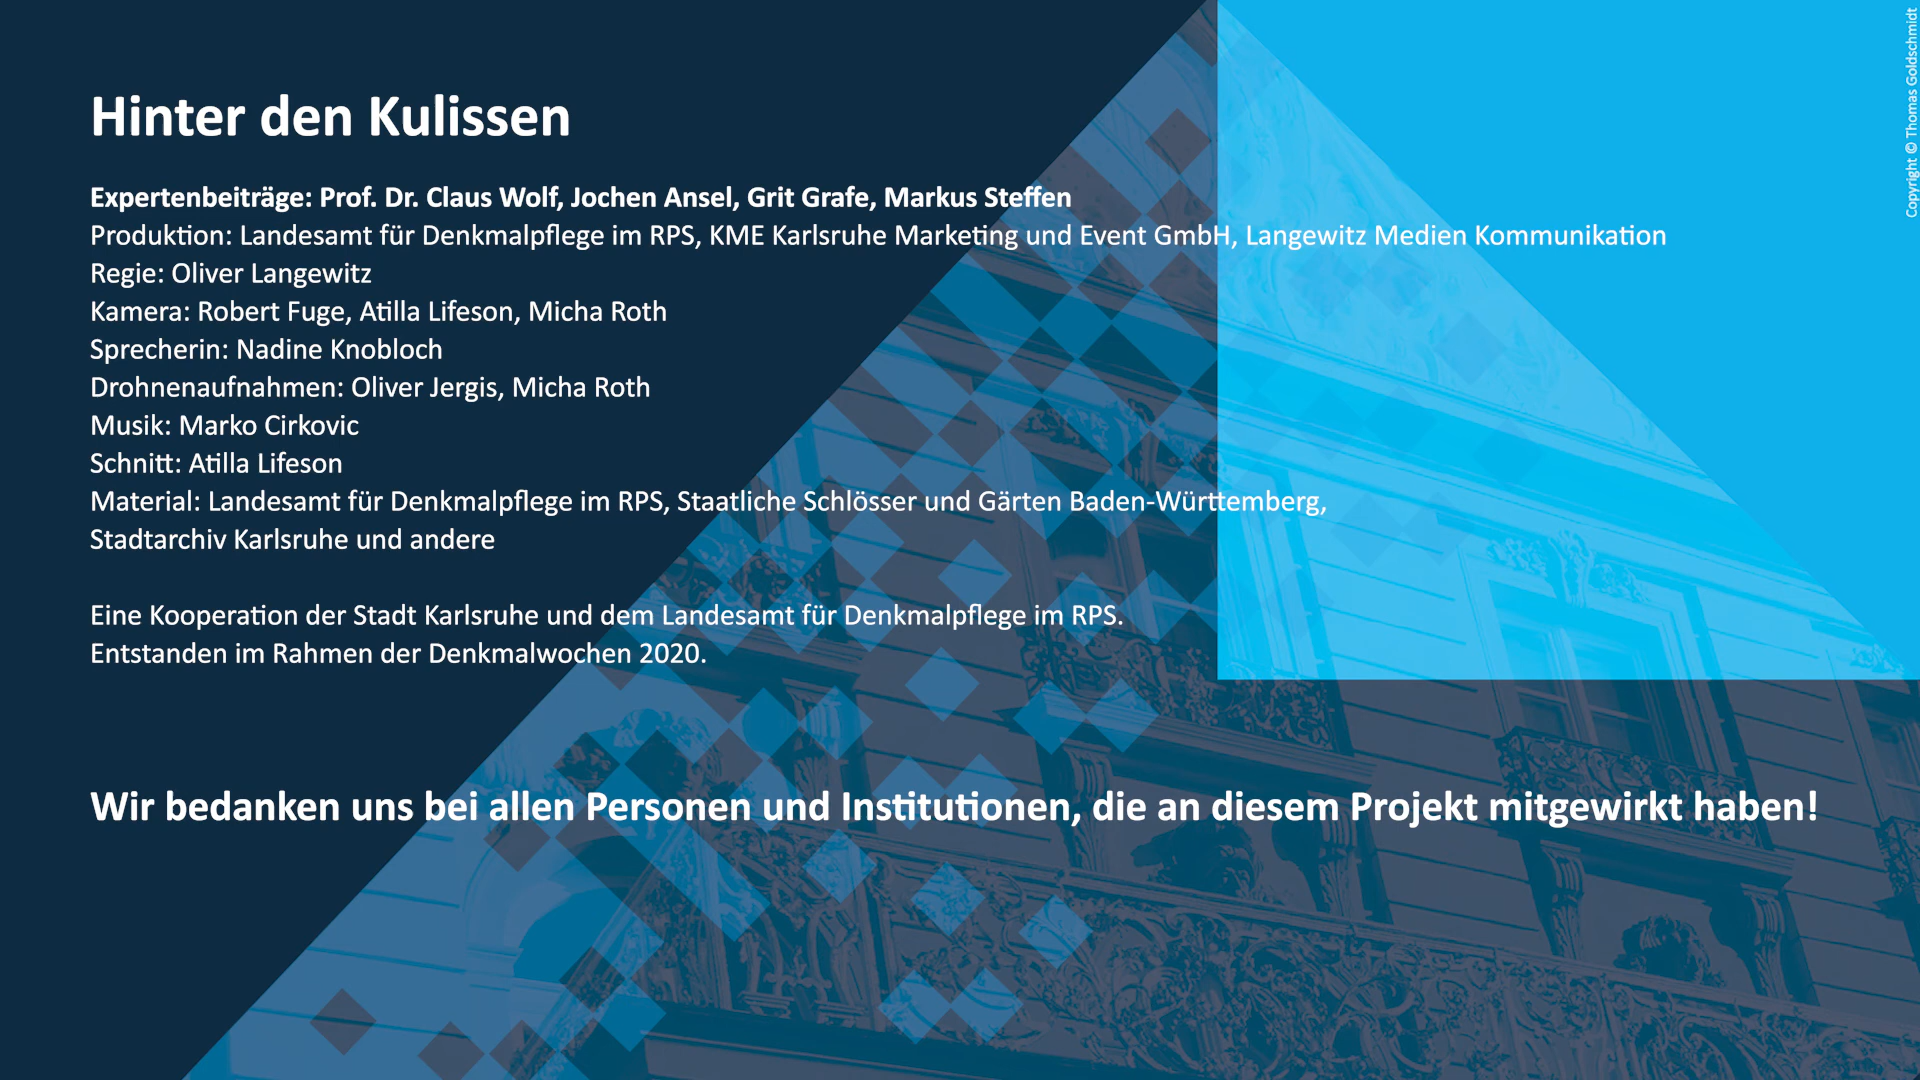 Hinter den Kulissen
Expertenbeiträge: Prof. Dr. Claus Wolf, Jochen Ansel, Grit Grafe, Markus Steffen
Produktion: Landesamt für Denkmalpflege im RPS, KME Karlsruhe Marketing und Event GmbH, Langewitz Medien Kommunikation
Regie: Oliver Langewitz
Kamera: Robert Fuge, Atilla Lifeson, Micha Roth
Sprecherin: Nadine Knobloch
Drohnenaufnahmen: Oliver Jergis, Micha Roth
Musik: Marko Cirkovic
Schnitt: Atilla Lifeson
Material: Landesamt für Denkmalpflege im RPS, Staatliche Schlösser und Gärten Baden-Württemberg,
Stadtarchiv Karlsruhe und andere
Eine Kooperation der Stadt Karlsruhe und dem Landesamt für Denkmalpflege im RPS.
Entstanden im Rahmen der Denkmalwochen 2020.
Wir bedanken uns bei allen Personen und Institutionen, die an diesem Projekt mitgewirkt haben!
Copyright © Thomas Goldschmidt